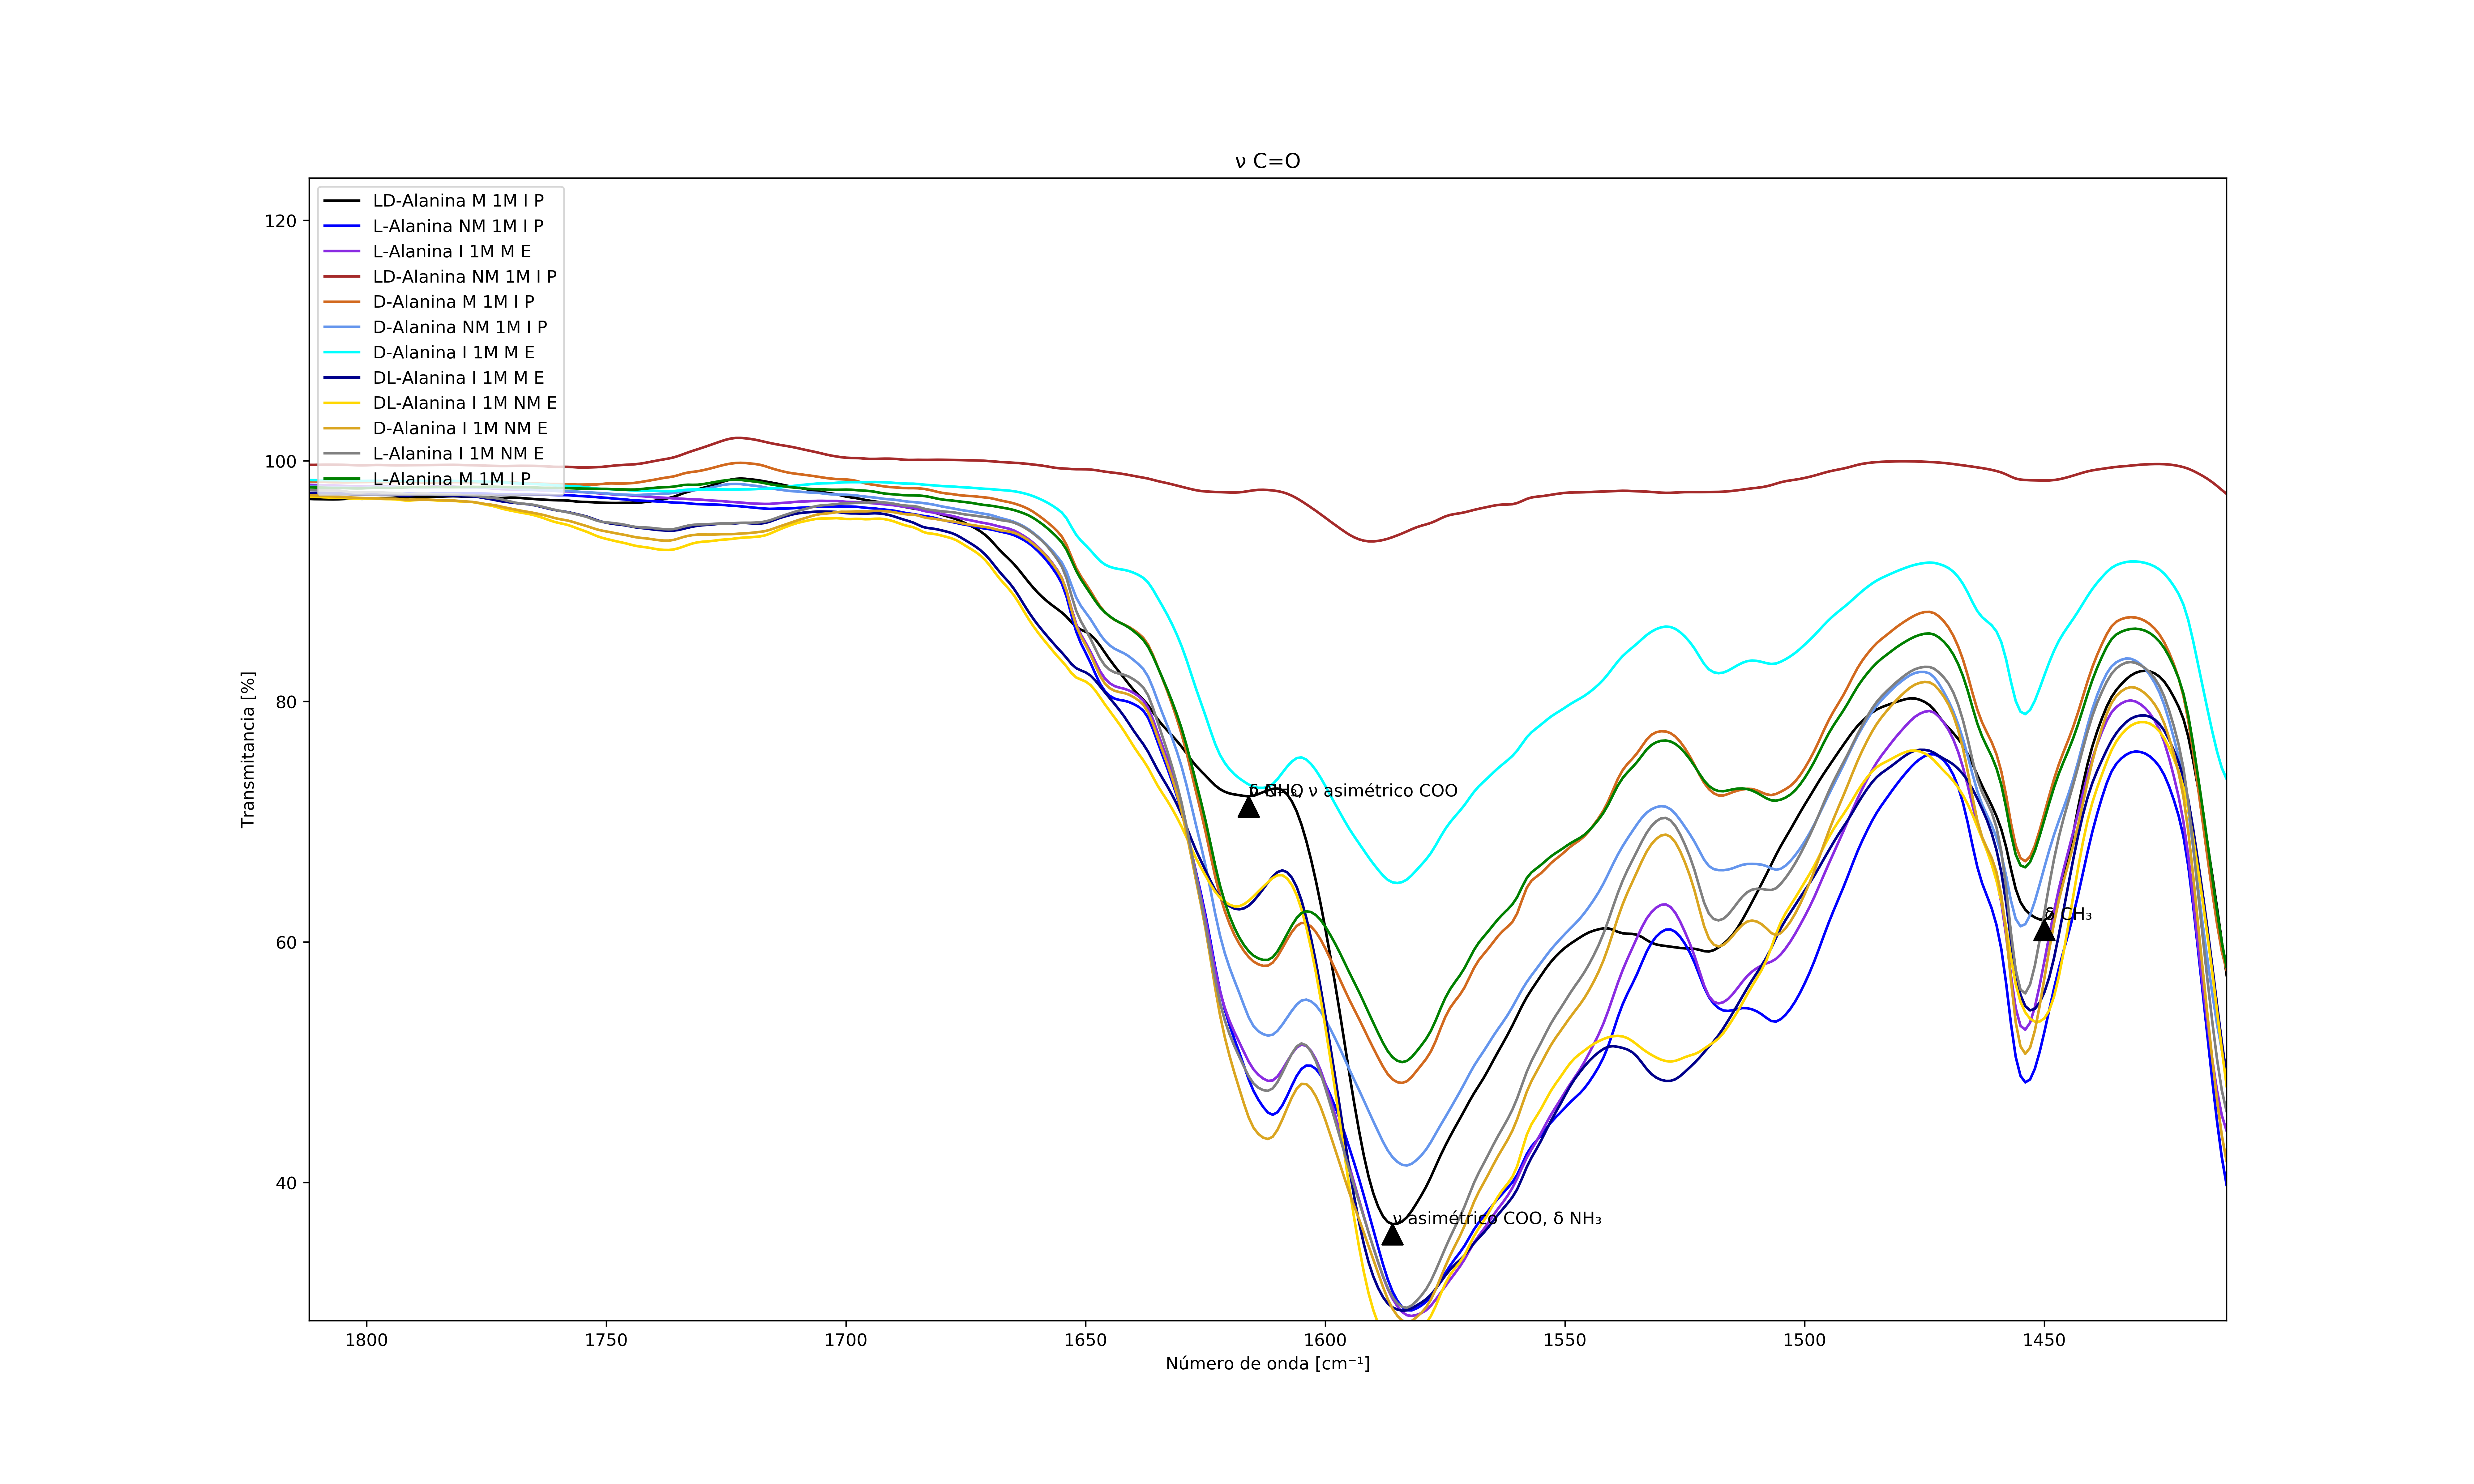 ν C=O
LD-Alanina M 1M I P
L-Alanina NM 1M I P
L-Alanina I 1M M E
LD-Alanina NM 1M I P
D-Alanina M 1M I P
D-Alanina NM 1M I P
D-Alanina I 1M M E
DL-Alanina I 1M M E
DL-Alanina I 1M NM E
D-Alanina I 1M NM E
L-Alanina I 1M NM E
L-Alanina M 1M I P
120
100
80
60
40
Transmitancia [%]
ν asimétrico COO
δ CH₃
ν asimétrico COO, δ NH₃
1800
1750
1700
1650
1600
1550
1500
1450
Número de onda [cm⁻¹]